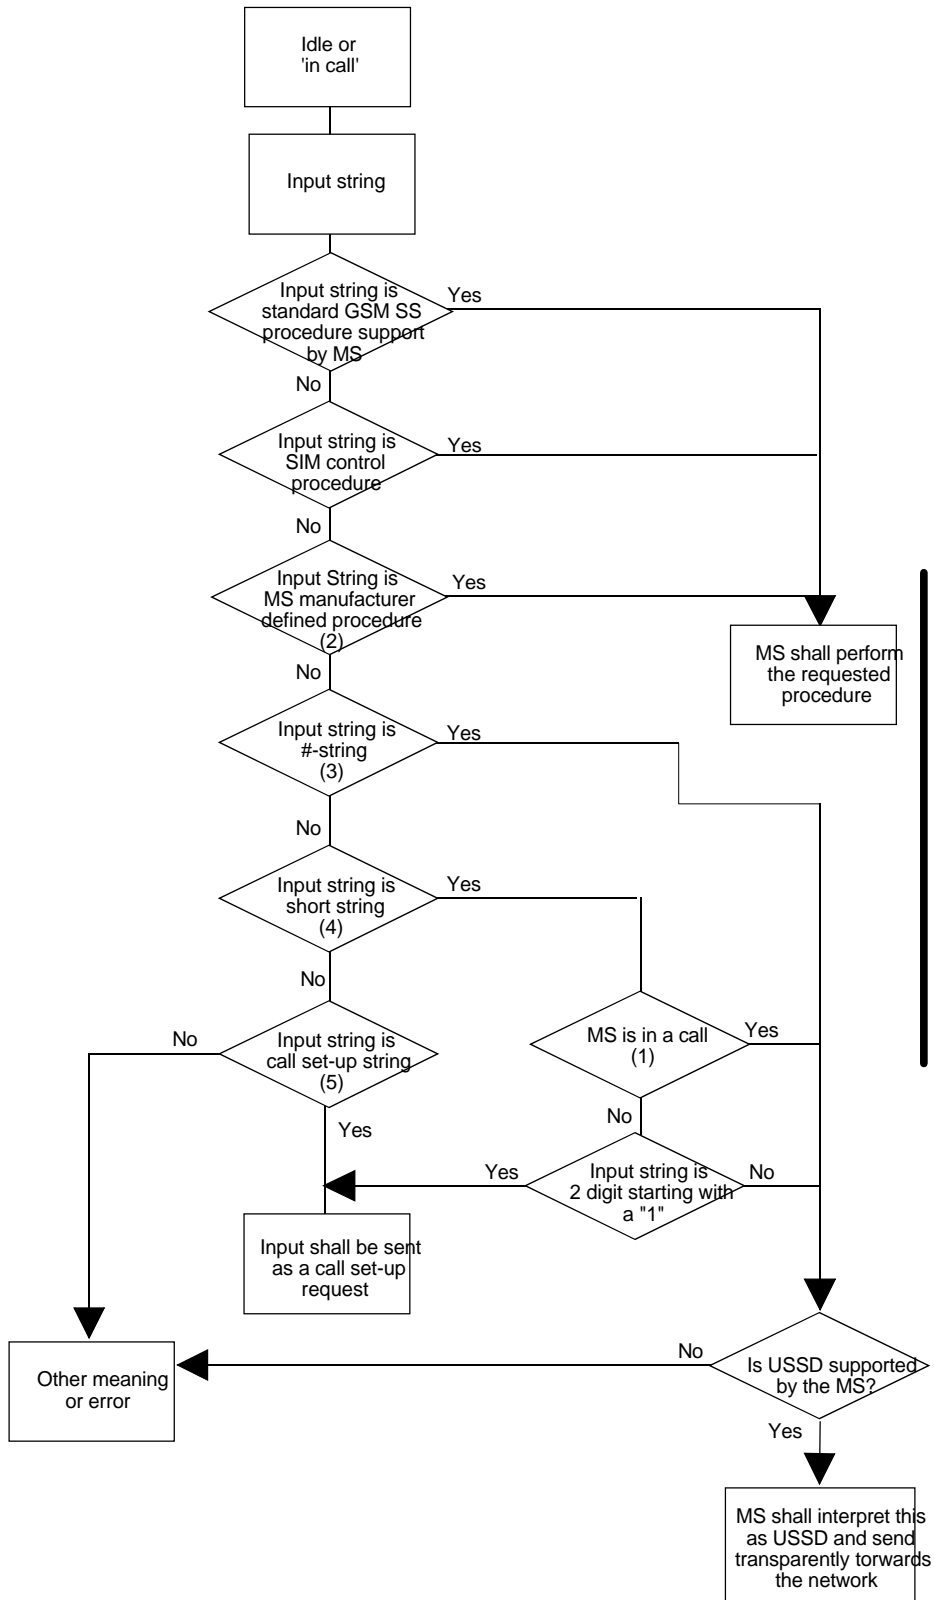 Idle or
'in call'
Input string
Input string is
standard GSM SS
procedure support
by MS
Yes
No
Input string is
SIM control
procedure
Yes
No
Input String is
MS manufacturer
defined procedure
(2)
Yes
MS shall perform
the requested
procedure
No
Input string is
#-string
(3)
Yes
No
Input string is
short string
(4)
Yes
No
Input string is
call set-up string
(5)
No
Yes
MS is in a call
(1)
Yes
No
Input string is
2 digit starting with
a "1"
Yes
No
Input shall be sent
as a call set-up
request
Other meaning
or error
Is USSD supported
by the MS?
No
Yes
MS shall interpret this
as USSD and send
transparently torwards
the network